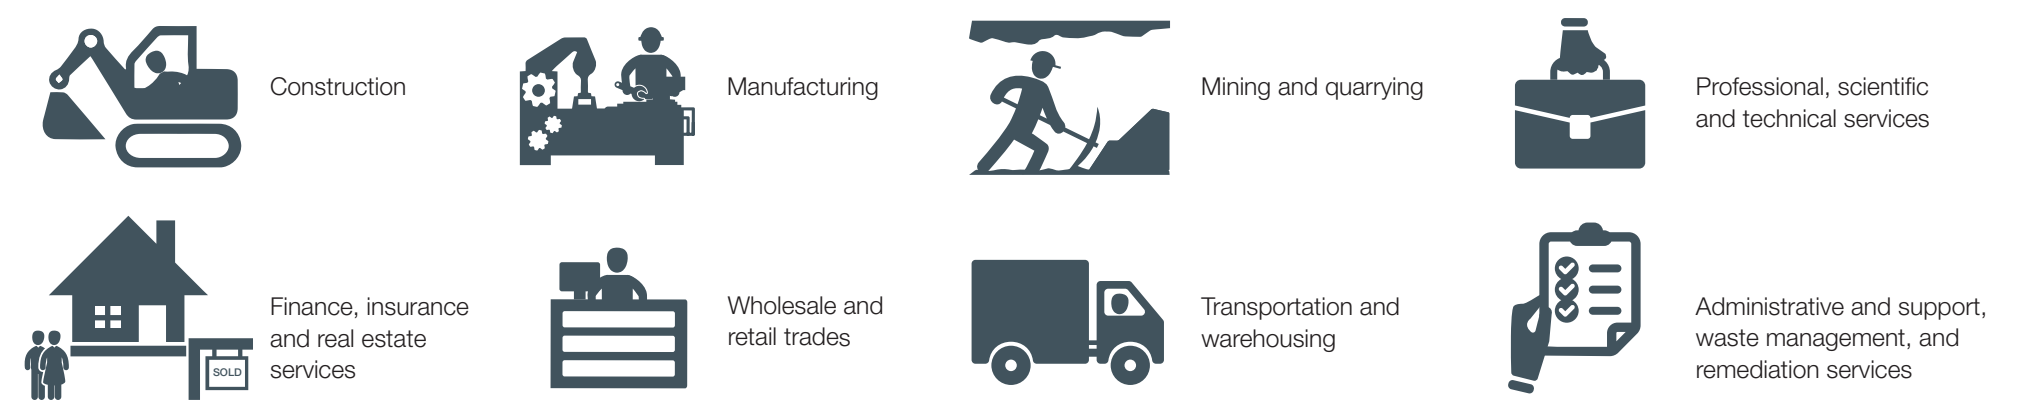 Construction
Manufacturing
Mining and quarrying
Professional, scientific
and technical services
Finance, insurance
and real estate
services
SOLD
Wholesale and
retail trades
Transportation and
warehousing
Administrative and support,
waste management, and
remediation services